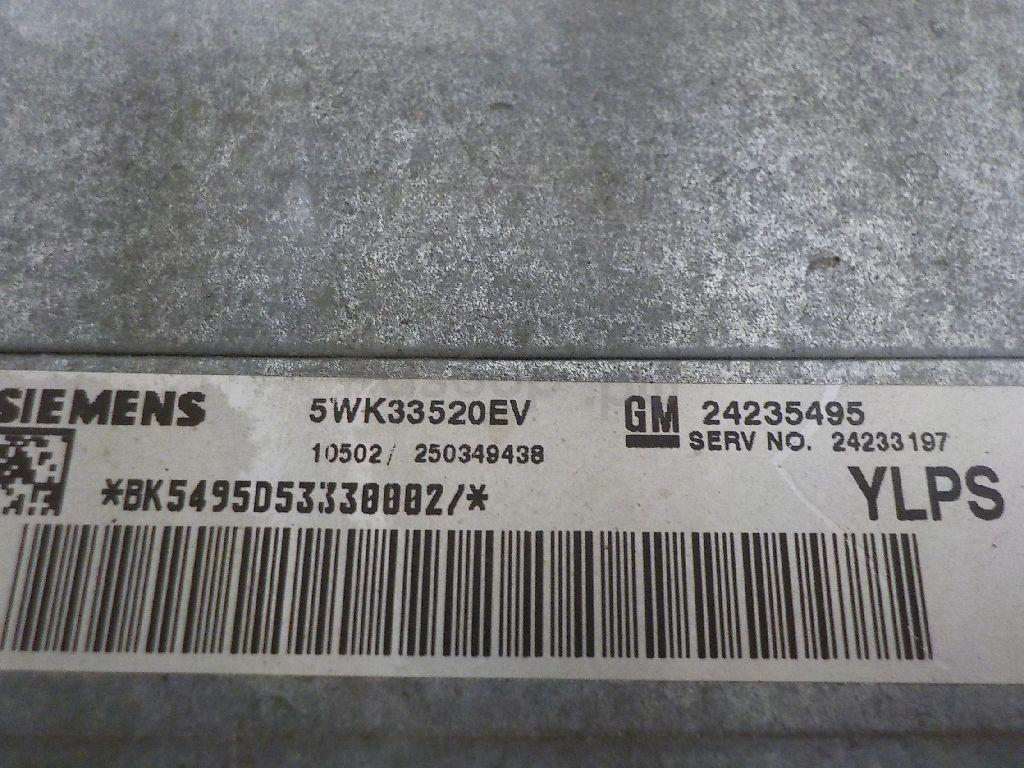 SIEMENS 5WK33520EV GM 24235495
10502/ 250349438 SERV NO. 24233197
*BK5495D53330002/* YLPS